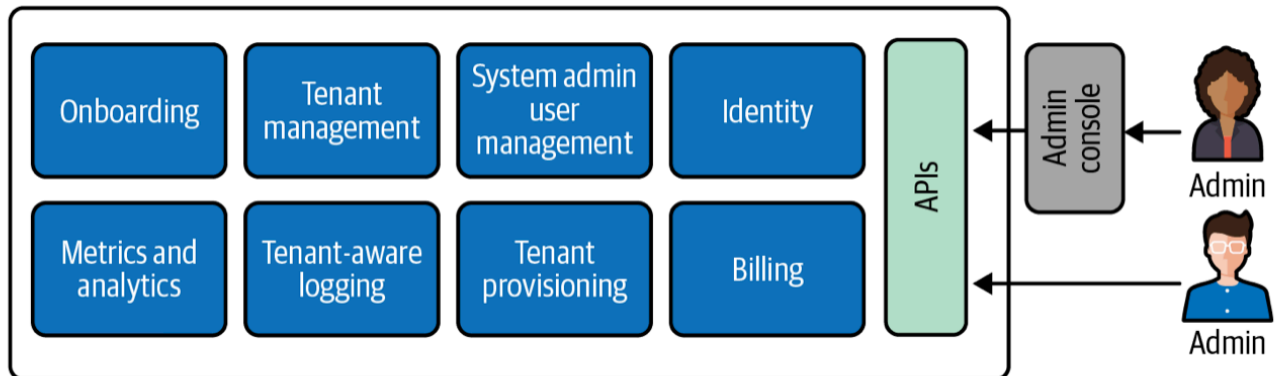 Onboarding
Tenant
management
System admin
user
management
Identity
Metrics and
analytics
Tenant-aware
logging
Tenant
provisioning
Billing
APIs
Admin
console
Admin
Admin